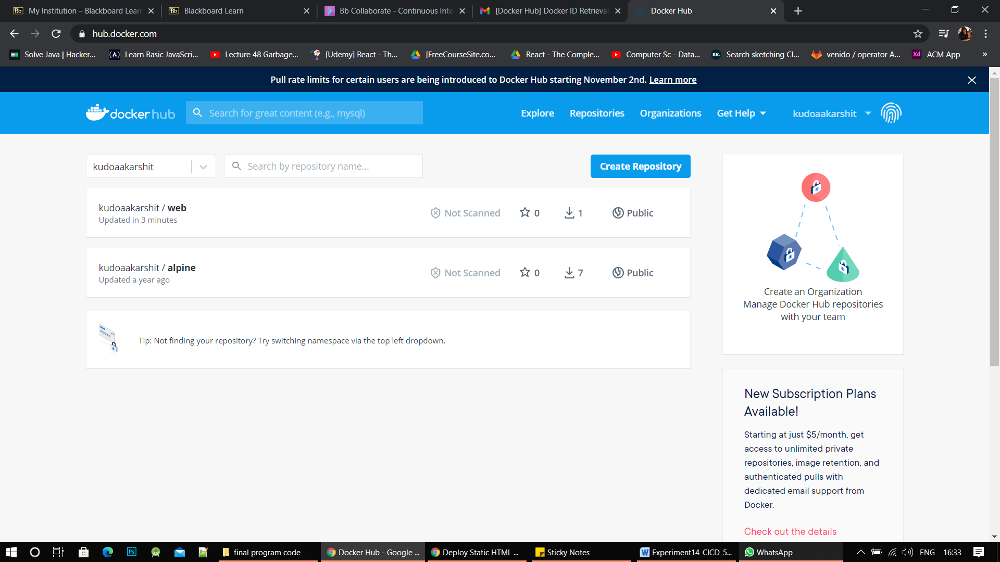 My Institution – Blackboard Lear
Blackboard Learn
Bb Collaborate - Continuous Inte
[Docker Hub] Docker ID Retrieval
Docker Hub
hub.docker.com
Solve Java | Hacker...
Learn Basic JavaScri...
Lecture 48 Garbage...
[Udemy] React - Th...
[FreeCourseSite.co...
React - The Comple...
Computer Sc - Data...
Search sketching Cl...
venido / operator A...
ACM App
»
Pull rate limits for certain users are being introduced to Docker Hub starting November 2nd. Learn more
docker hub
Search for great content (e.g., mysql)
Explore
Repositories
Organizations
Get Help
kudoaakarshit
kudoaakarshit
Search by repository name...
Create Repository
kudoaakarshit / web
Updated in 3 minutes
Not Scanned
0
1
Public
kudoaakarshit / alpine
Updated a year ago
Not Scanned
0
7
Public
Tip: Not finding your repository? Try switching namespace via the top left dropdown.
Create an Organization
Manage Docker Hub repositories
with your team
New Subscription Plans
Available!
Starting at just $5/month, get
access to unlimited private
repositories, image retention, and
authenticated pulls with
dedicated email support from
Docker.
Check out the details
final program code
Docker Hub - Google ...
Deploy Static HTML ...
Sticky Notes
Experiment14_CICD_5...
WhatsApp
ENG
16:33